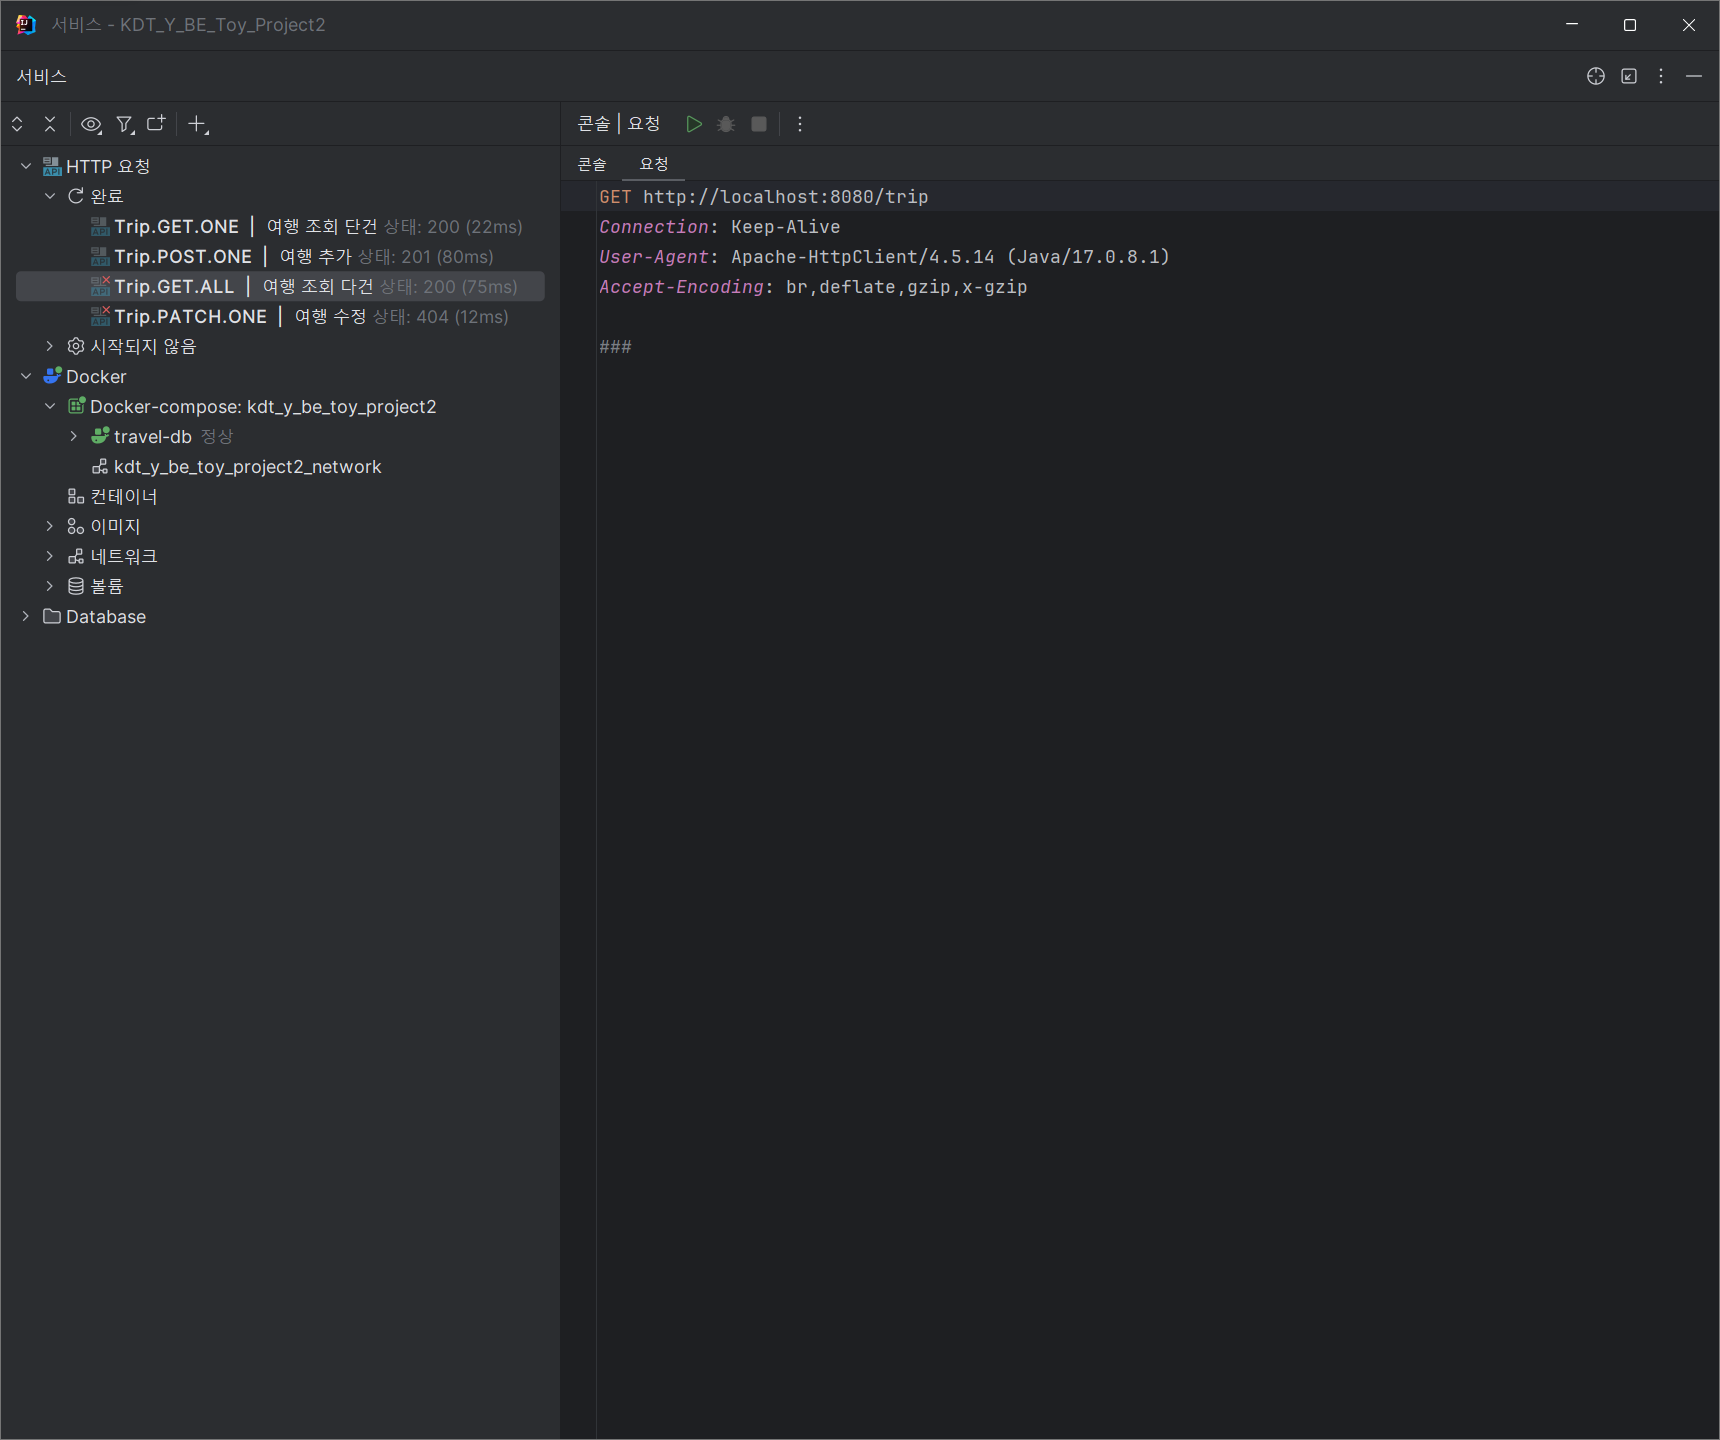 서비스 - KDT_Y_BE_Toy_Project2
서비스
콘솔 | 요청
HTTP 요청
완료
Trip.GET.ONE | 여행 조회 단건 상태: 200 (22ms)
Trip.POST.ONE | 여행 추가 상태: 201 (80ms)
Trip.GET.ALL | 여행 조회 다건 상태: 200 (75ms)
Trip.PATCH.ONE | 여행 수정 상태: 404 (12ms)
시작되지 않음
Docker
Docker-compose: kdt_y_be_toy_project2
travel-db 정상
kdt_y_be_toy_project2_network
컨테이너
이미지
네트워크
볼륨
Database
콘솔 요청
GET http://localhost:8080/trip
Connection: Keep-Alive
User-Agent: Apache-HttpClient/4.5.14 (Java/17.0.8.1)
Accept-Encoding: br,deflate,gzip,x-gzip
###